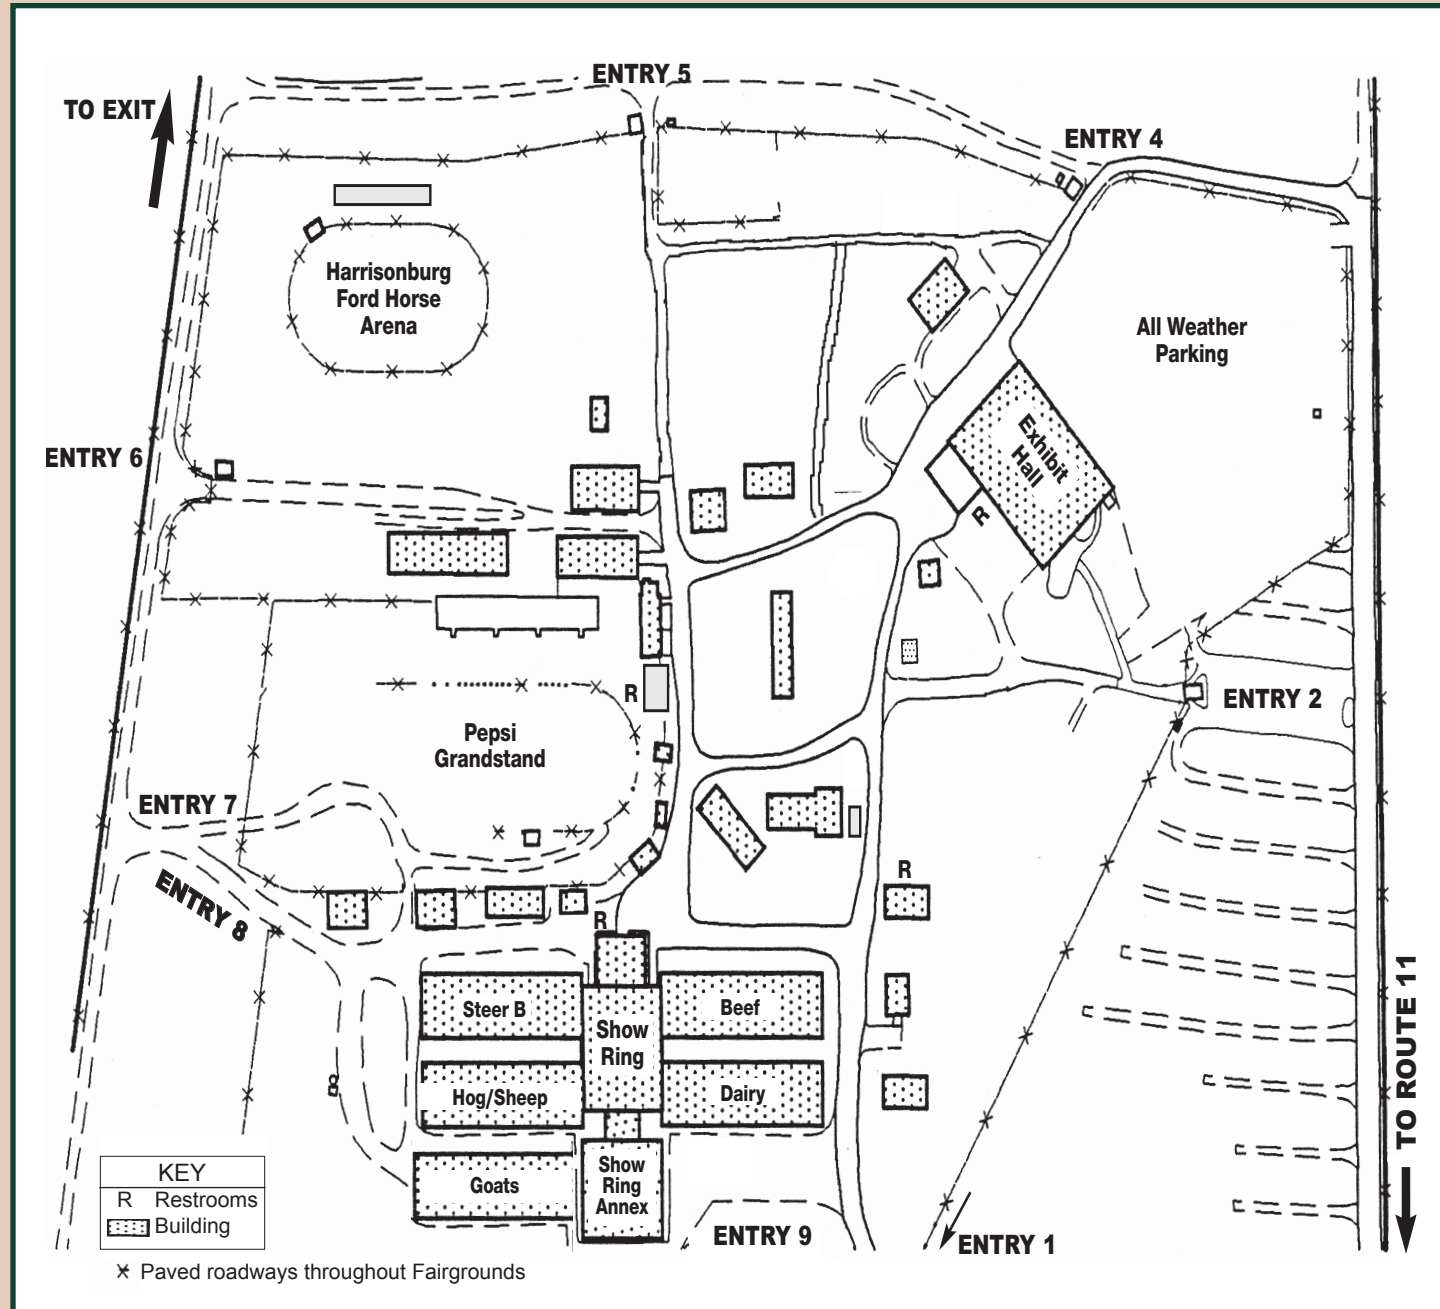 ENTRY 5
TO EXIT
ENTRY 4
Harrisonburg
Ford Horse
Arena
All Weather
Parking
ENTRY 6
Exhibit
Hall
R
R
ENTRY 2
Pepsi
Grandstand
ENTRY 7
ENTRY 8
R
R
Steer B
Beef
Show
Ring
Hog/Sheep
Dairy
TO ROUTE 11
Show
Ring
Annex
Goats
KEY
R Restrooms
Building
ENTRY 9
ENTRY 1
Paved roadways throughout Fairgrounds